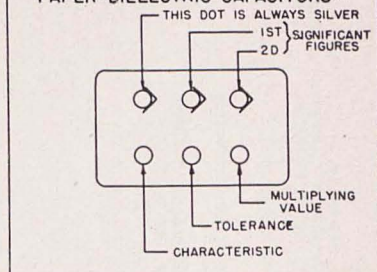 PAPER DIELECTRIC CAPACITORS
THIS DOT IS ALWAYS SILVER
1ST
2D
SIGNIFICANT
FIGURES
MULTIPLYING
VALUE
TOLERANCE
CHARACTERISTIC